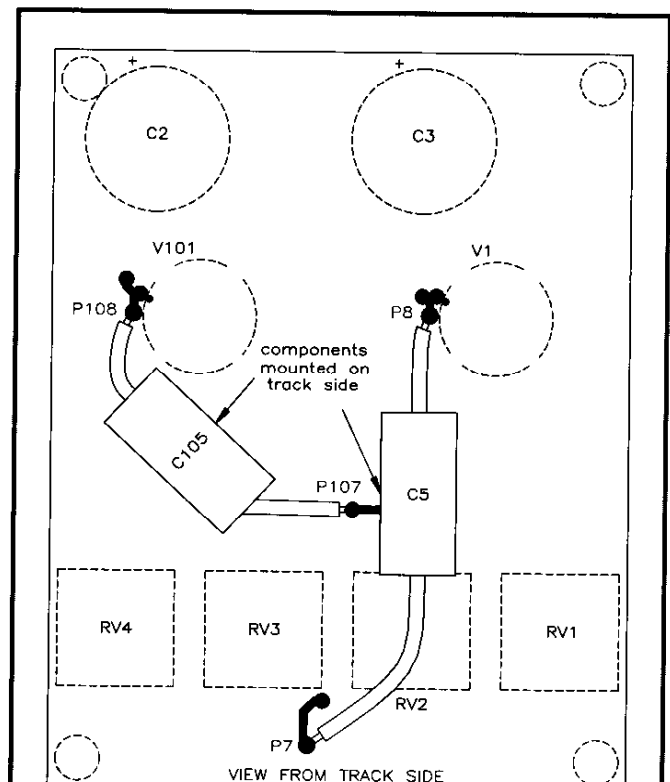 +
+
C2
C3
V101
V1
P108
P8
components
mounted on
track side
C105
P107
C5
RV4
RV3
RV1
RV2
P7
VIEW FROM TRACK SIDE